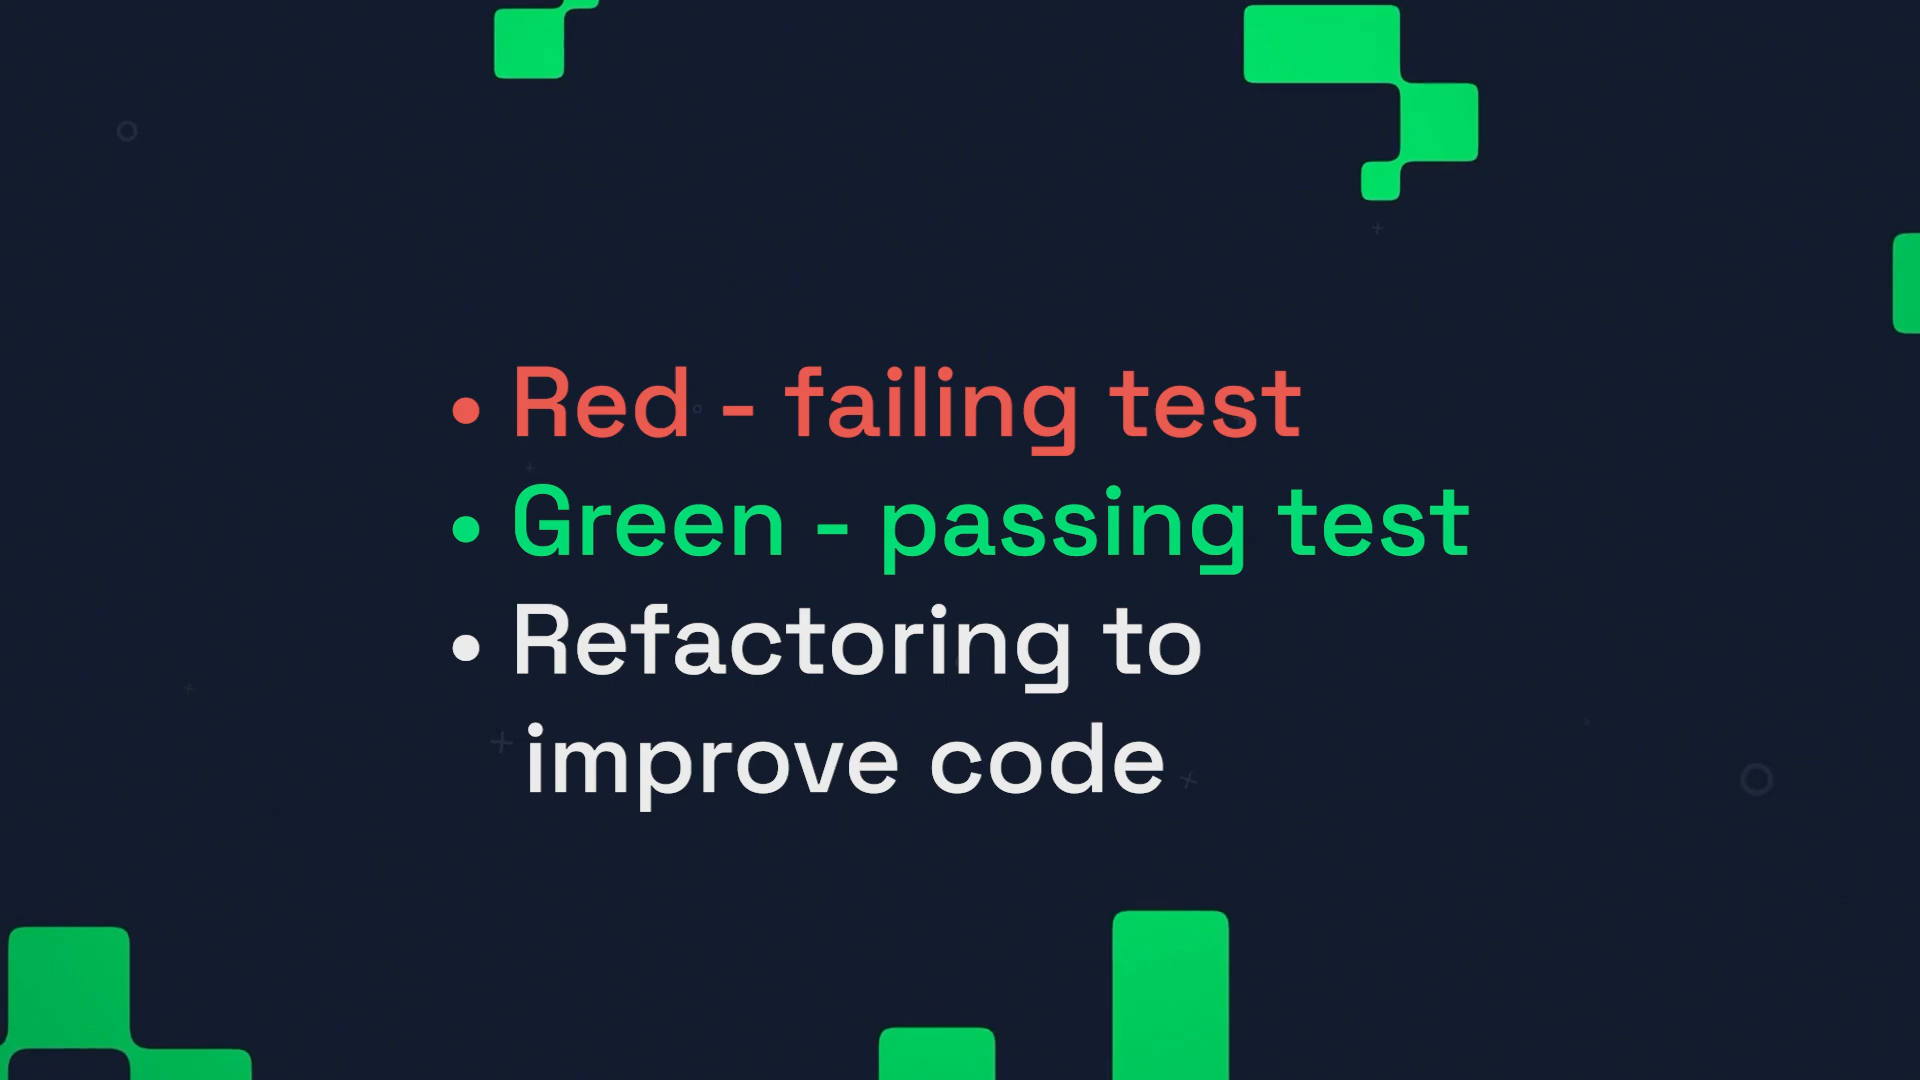 • Red - failing test
• Green - passing test
• Refactoring to
improve code